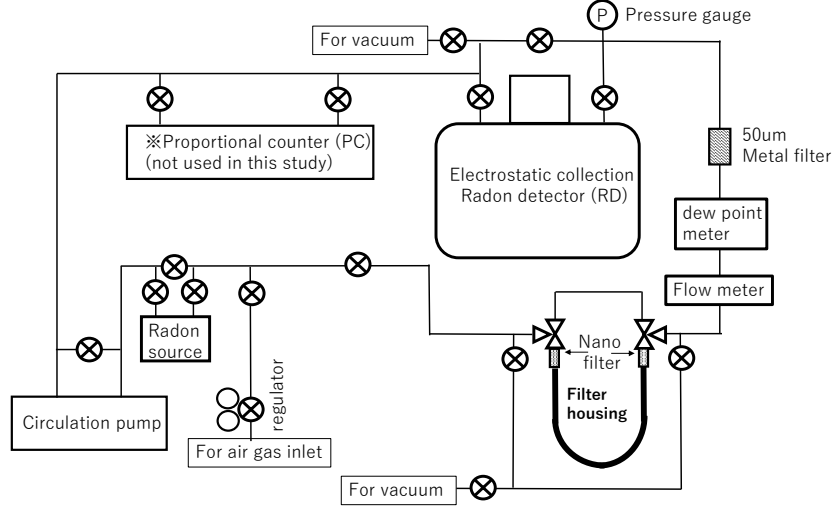 P
Pressure gauge
For vacuum
※Proportional counter (PC)
(not used in this study)
Electrostatic collection
Radon detector (RD)
50um
Metal filter
dew point
meter
Flow meter
Radon
source
Nano
filter
Filter
housing
regulator
Circulation pump
For air gas inlet
For vacuum